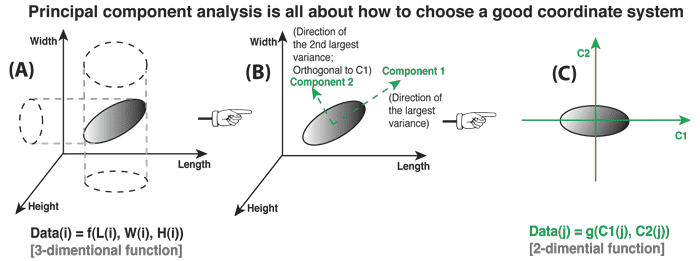 Principal component analysis is all about how to choose a good coordinate system
(A)
Width
Length
Height
Data(i) = f(L(i), W(i), H(i))
[3-dimentional function]
(B)
Width
(Direction of
the 2nd largest
variance;
Orthogonal to C1)
Component 2
Component 1
(Direction of
the largest
variance)
Length
Height
(C)
C2
C1
Data(j) = g(C1(j), C2(j))
[2-dimential function]